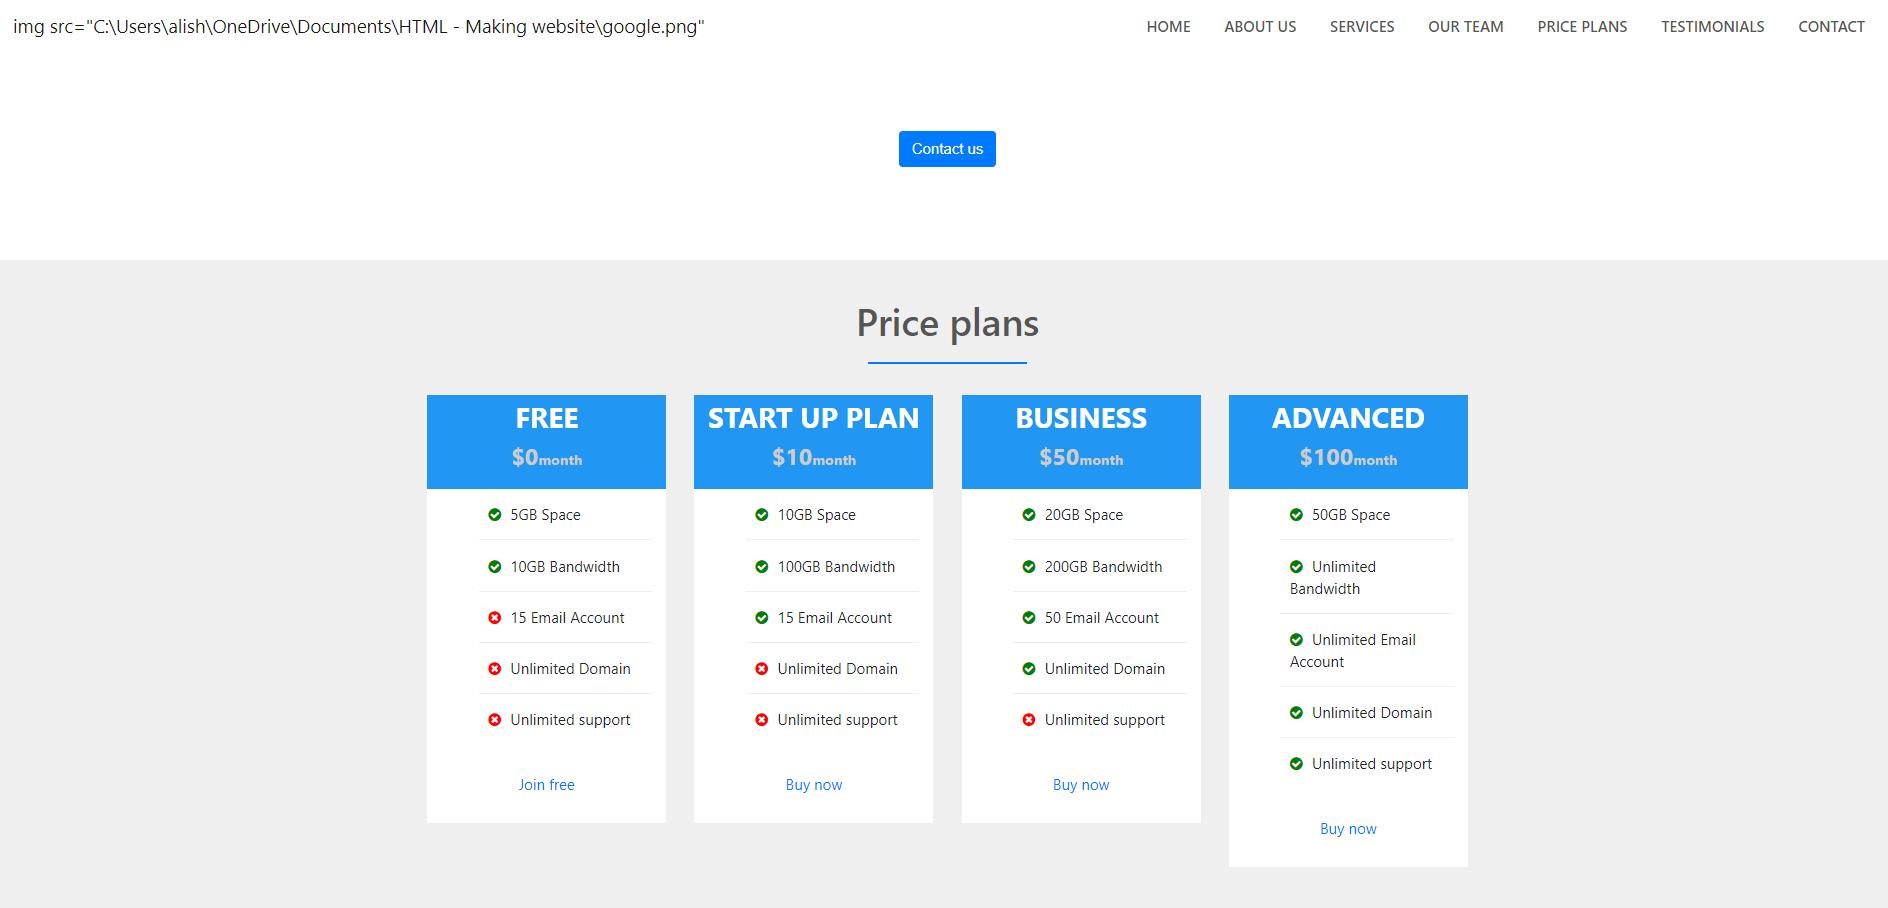 img src="C:\Users\alish\OneDrive\Documents\HTML - Making website\google.png"
HOME ABOUT US SERVICES OUR TEAM PRICE PLANS TESTIMONIALS CONTACT
Contact us
Price plans
FREE
$0month
5GB Space
10GB Bandwidth
15 Email Account
Unlimited Domain
Unlimited support
Join free
START UP PLAN
$10month
10GB Space
100GB Bandwidth
15 Email Account
Unlimited Domain
Unlimited support
Buy now
BUSINESS
$50month
20GB Space
200GB Bandwidth
50 Email Account
Unlimited Domain
Unlimited support
Buy now
ADVANCED
$100month
50GB Space
Unlimited
Bandwidth
Unlimited Email
Account
Unlimited Domain
Unlimited support
Buy now